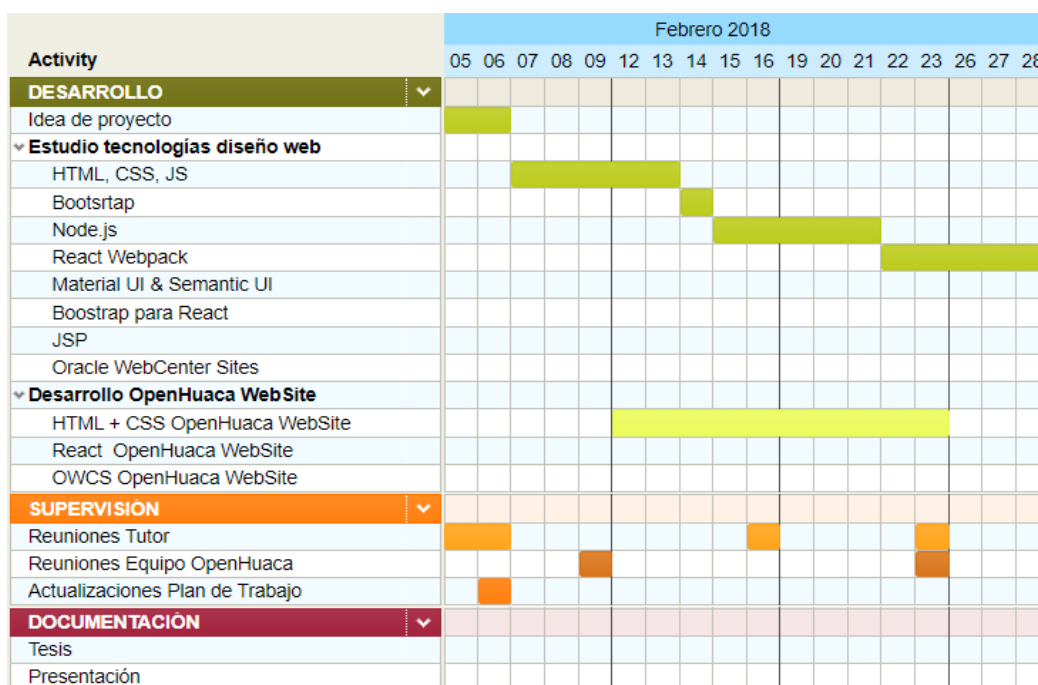 Febrero 2018
Activity 05 06 07 08 09 12 13 14 15 16 19 20 21 22 23 26 27 28
DESARROLLO
Idea de proyecto
Estudio tecnologías diseño web
HTML, CSS, JS
Bootsrtap
Node.js
React Webpack
Material UI & Semantic UI
Boostrap para React
JSP
Oracle WebCenter Sites
Desarrollo OpenHuaca WebSite
HTML + CSS OpenHuaca WebSite
React OpenHuaca WebSite
OWCS OpenHuaca WebSite
SUPERVISIÓN
Reuniones Tutor
Reuniones Equipo OpenHuaca
Actualizaciones Plan de Trabajo
DOCUMENTACIÓN
Tesis
Presentación